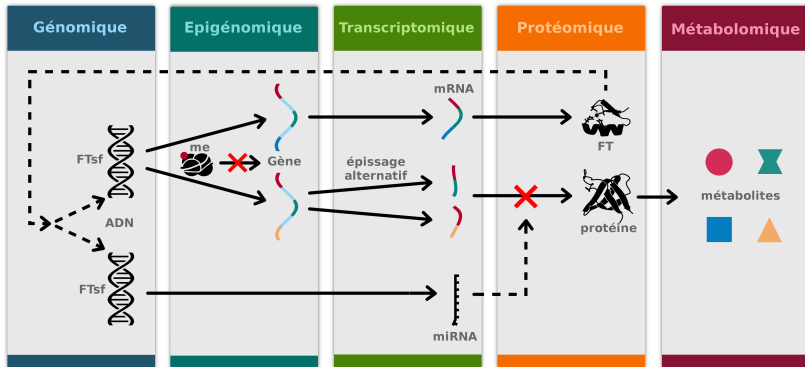 Génomique
Epigénomique
Transcriptomique
Protéomique
Métabolomique
mRNA
FTsf
me
Gène
FT
épissage
alternatif
métabolites
ADN
protéine
FTsf
miRNA